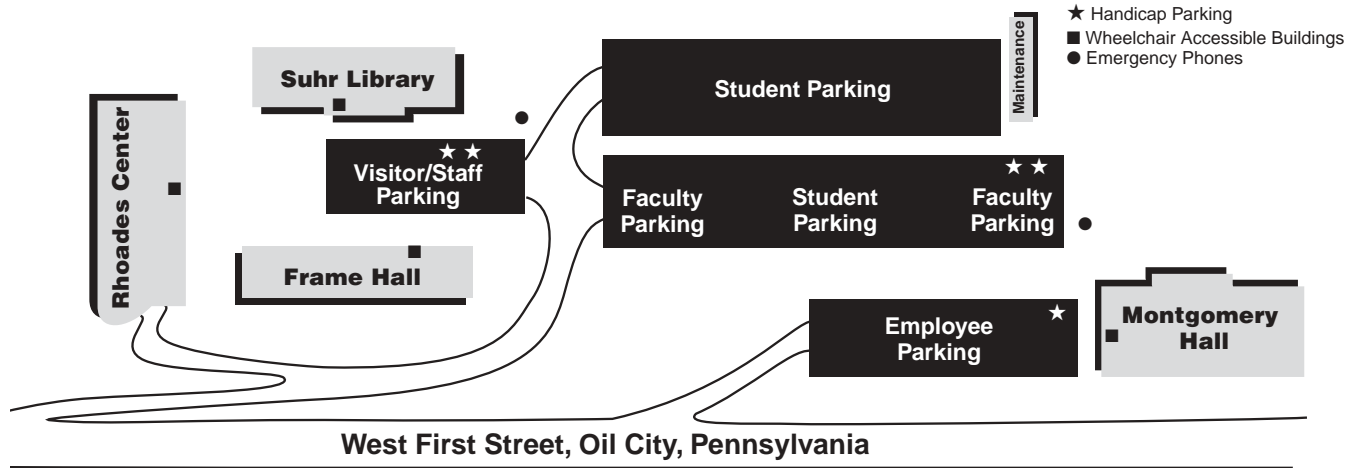 ★ Handicap Parking
■ Wheelchair Accessible Buildings
● Emergency Phones
Maintenance
Suhr Library
Student Parking
Rhoades Center
Visitor/Staff
Parking
Faculty
Parking
Student
Parking
Faculty
Parking
Frame Hall
Employee
Parking
Montgomery
Hall
West First Street, Oil City, Pennsylvania